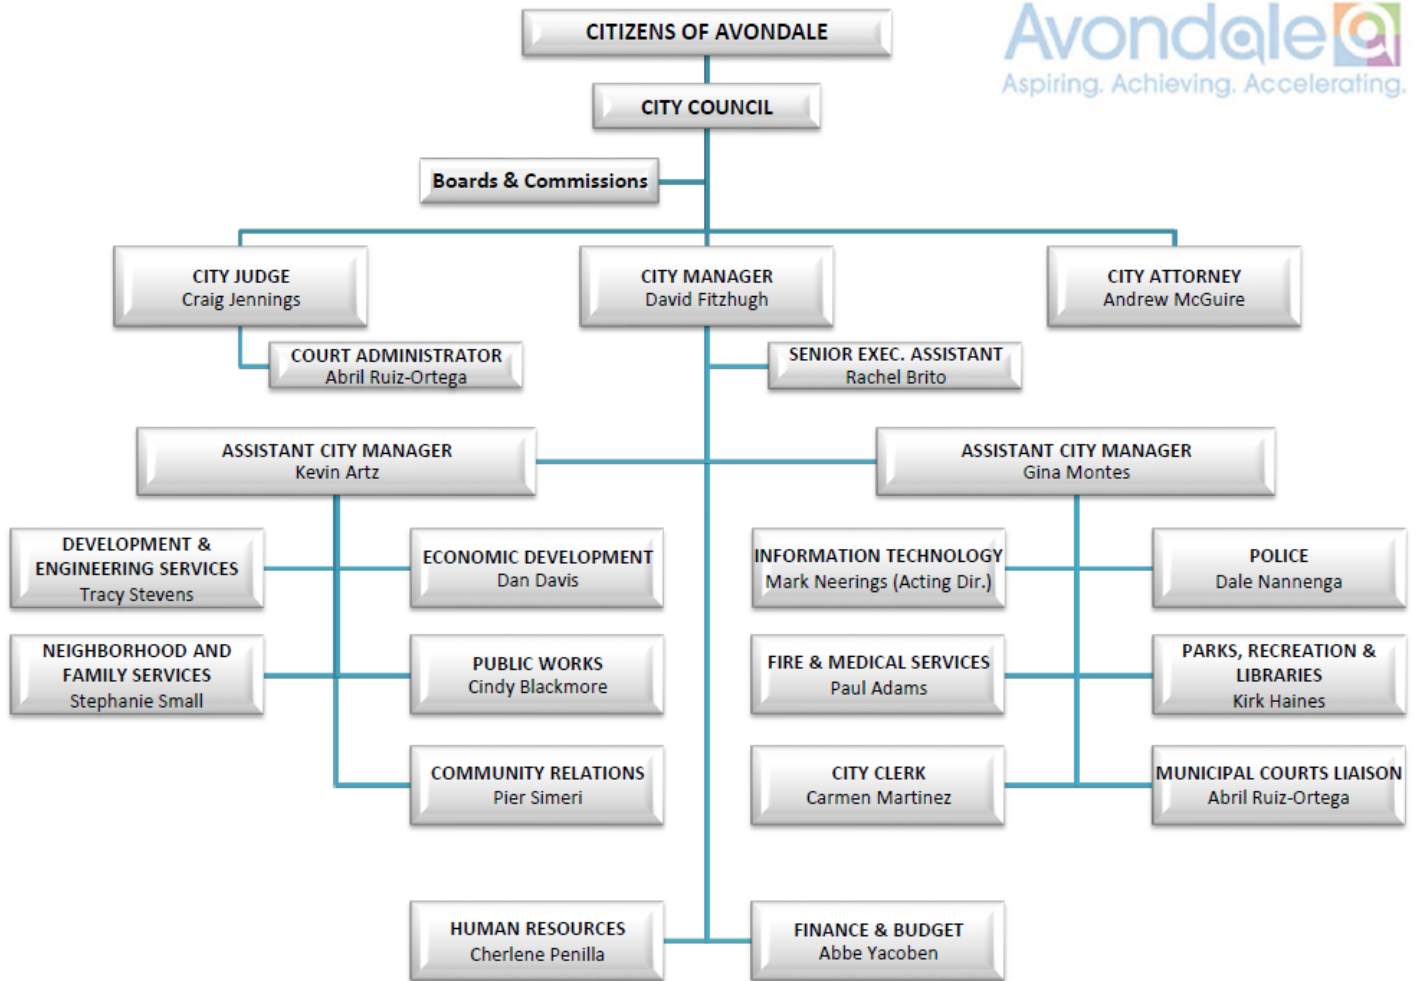 CITIZENS OF AVONDALE
Avondale
Aspiring. Achieving. Accelerating.
CITY COUNCIL
Boards & Commissions
CITY JUDGE
Craig Jennings
CITY MANAGER
David Fitzhugh
CITY ATTORNEY
Andrew McGuire
COURT ADMINISTRATOR
Abril Ruiz-Ortega
SENIOR EXEC. ASSISTANT
Rachel Brito
ASSISTANT CITY MANAGER
Kevin Artz
ASSISTANT CITY MANAGER
Gina Montes
DEVELOPMENT &
ENGINEERING SERVICES
Tracy Stevens
ECONOMIC DEVELOPMENT
Dan Davis
INFORMATION TECHNOLOGY
Mark Neerings (Acting Dir.)
POLICE
Dale Nannenga
NEIGHBORHOOD AND
FAMILY SERVICES
Stephanie Small
PUBLIC WORKS
Cindy Blackmore
FIRE & MEDICAL SERVICES
Paul Adams
PARKS, RECREATION &
LIBRARIES
Kirk Haines
COMMUNITY RELATIONS
Pier Simeri
CITY CLERK
Carmen Martinez
MUNICIPAL COURTS LIAISON
Abril Ruiz-Ortega
HUMAN RESOURCES
Cherlene Penilla
FINANCE & BUDGET
Abbe Yacoben